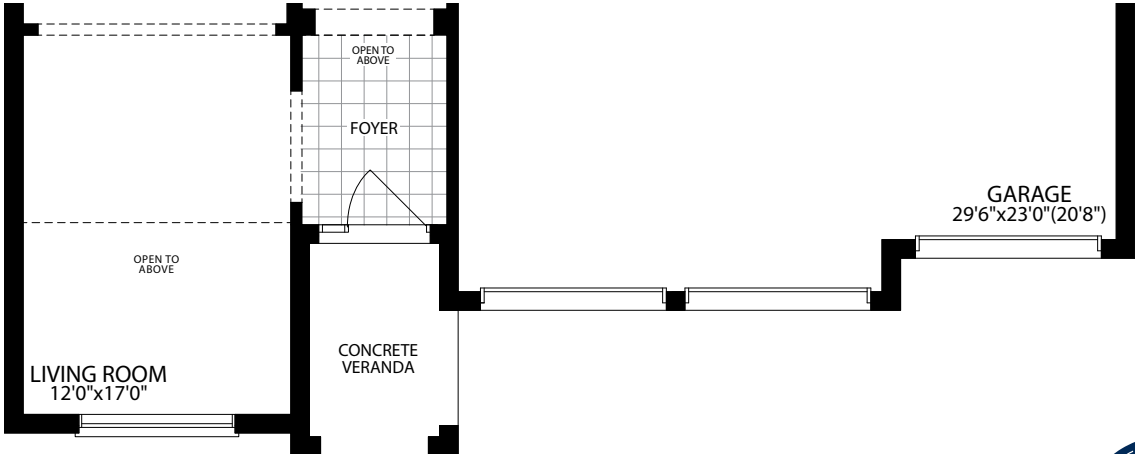 OPEN TO
ABOVE
FOYER
GARAGE
29'6"x23'0"(20'8")
OPEN TO
ABOVE
CONCRETE
VERANDA
LIVING ROOM
12'0"x17'0"